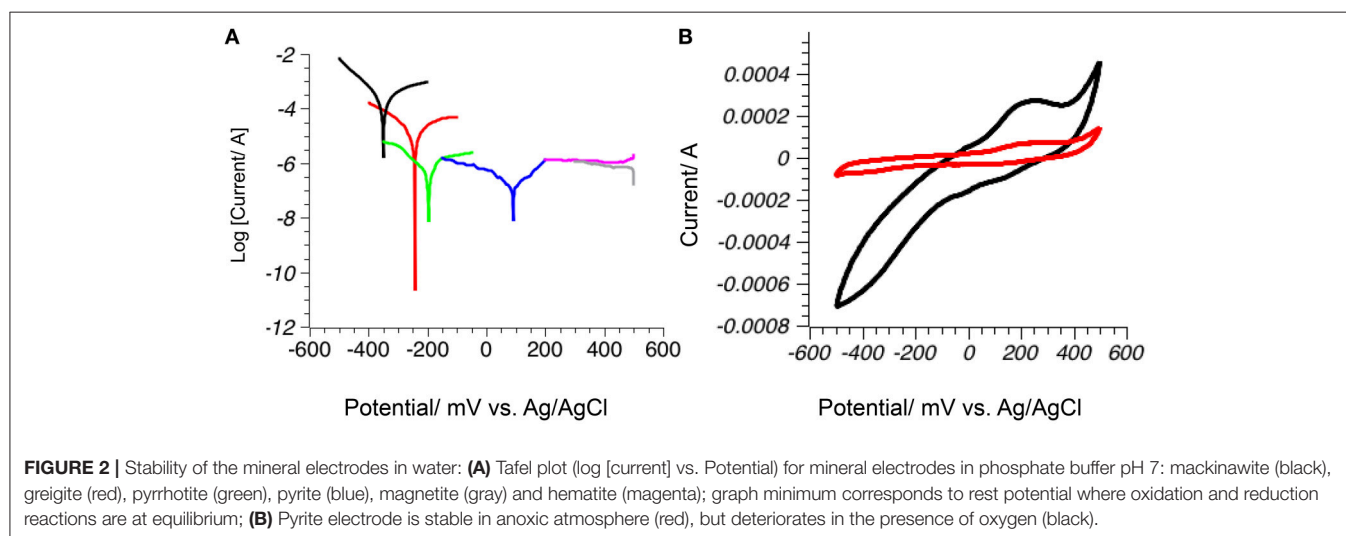 A
B
-2
-4
-6
-8
-10
-12
Log [Current/ A]
-600 -400 -200 0 200 400 600
Potential/ mV vs. Ag/AgCl
0.0004
0.0002
0
-0.0002
-0.0004
-0.0006
-0.0008
Current/ A
-600 -400 -200 0 200 400 600
Potential/ mV vs. Ag/AgCl
FIGURE 2 | Stability of the mineral electrodes in water: (A) Tafel plot (log [current] vs. Potential) for mineral electrodes in phosphate buffer pH 7: mackinawite (black),
greigite (red), pyrrhotite (green), pyrite (blue), magnetite (gray) and hematite (magenta); graph minimum corresponds to rest potential where oxidation and reduction
reactions are at equilibrium; (B) Pyrite electrode is stable in anoxic atmosphere (red), but deteriorates in the presence of oxygen (black).